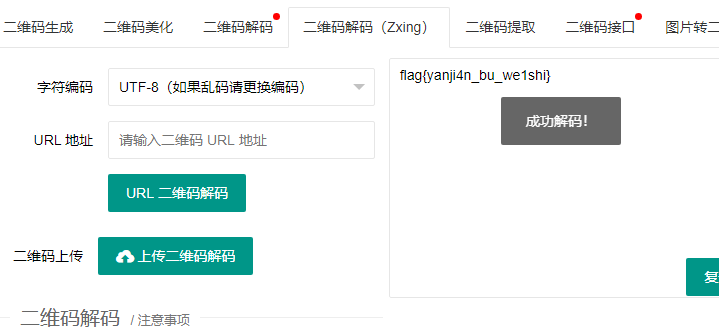 二维码生成 二维码美化 二维码解码 二维码解码（Zxing） 二维码提取 二维码接口 图片转二
字符编码 UTF-8（如果乱码请更换编码）
flag{yanji4n_bu_we1shi}
成功解码！
URL 地址 请输入二维码 URL 地址
URL 二维码解码
二维码上传 上传二维码解码
复
二维码解码 / 注意事项